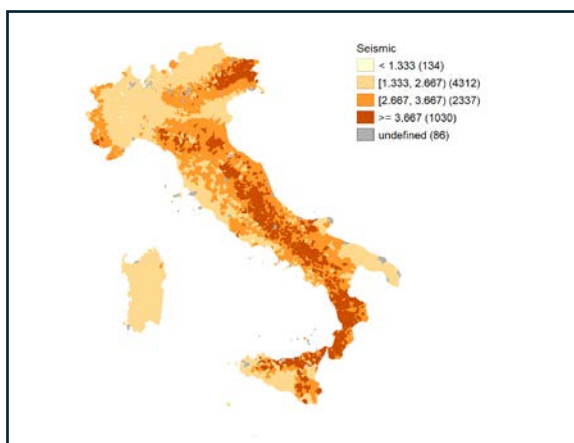 Seismic
< 1.333 (134)
[1.333, 2.667) (4312)
[2.667, 3.667) (2337)
>= 3.667 (1030)
undefined (86)